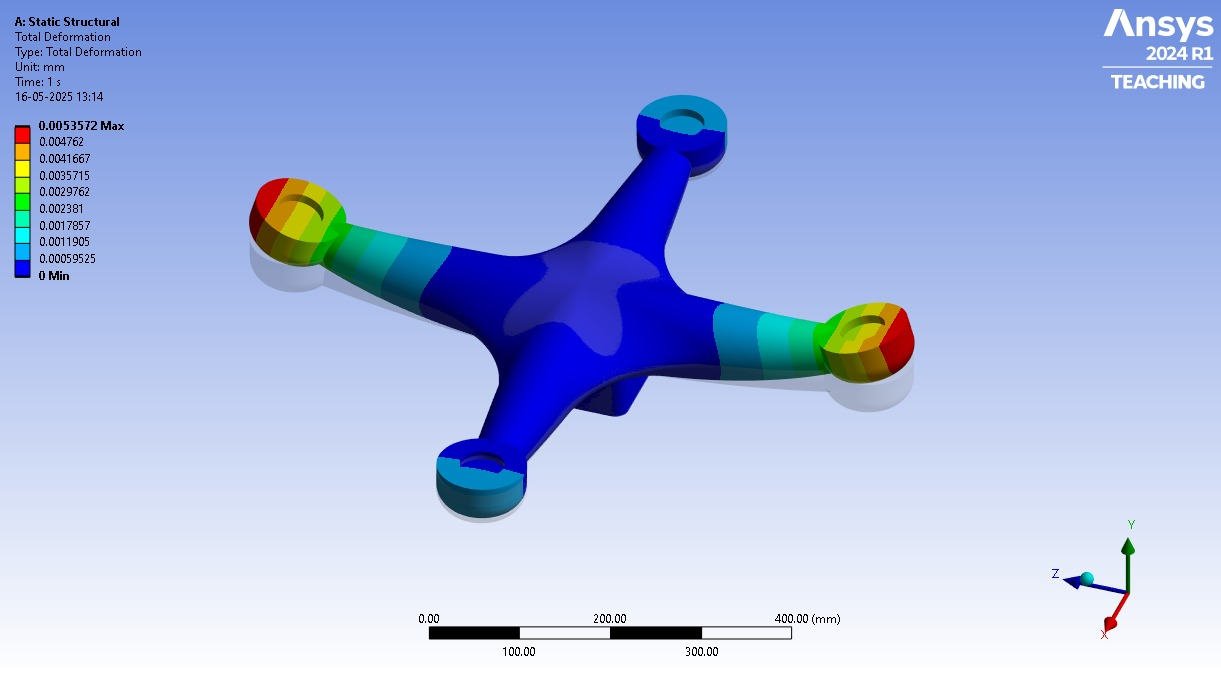 A: Static Structural
Total Deformation
Type: Total Deformation
Unit: mm
Time: 1 s
16-05-2025 13:14
0.0053572 Max
0.004762
0.0041667
0.0035715
0.0029762
0.002381
0.0017857
0.0011905
0.00059525
0 Min
Ansys
2024 R1
TEACHING
Y
Z
X
0.00 200.00 400.00 (mm)
100.00 300.00